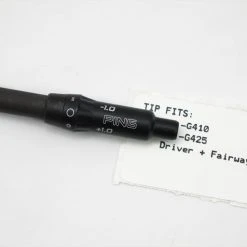 -1.0
PING
+1.0
TIP FITS:
-G410
-G425
Driver + Fairway